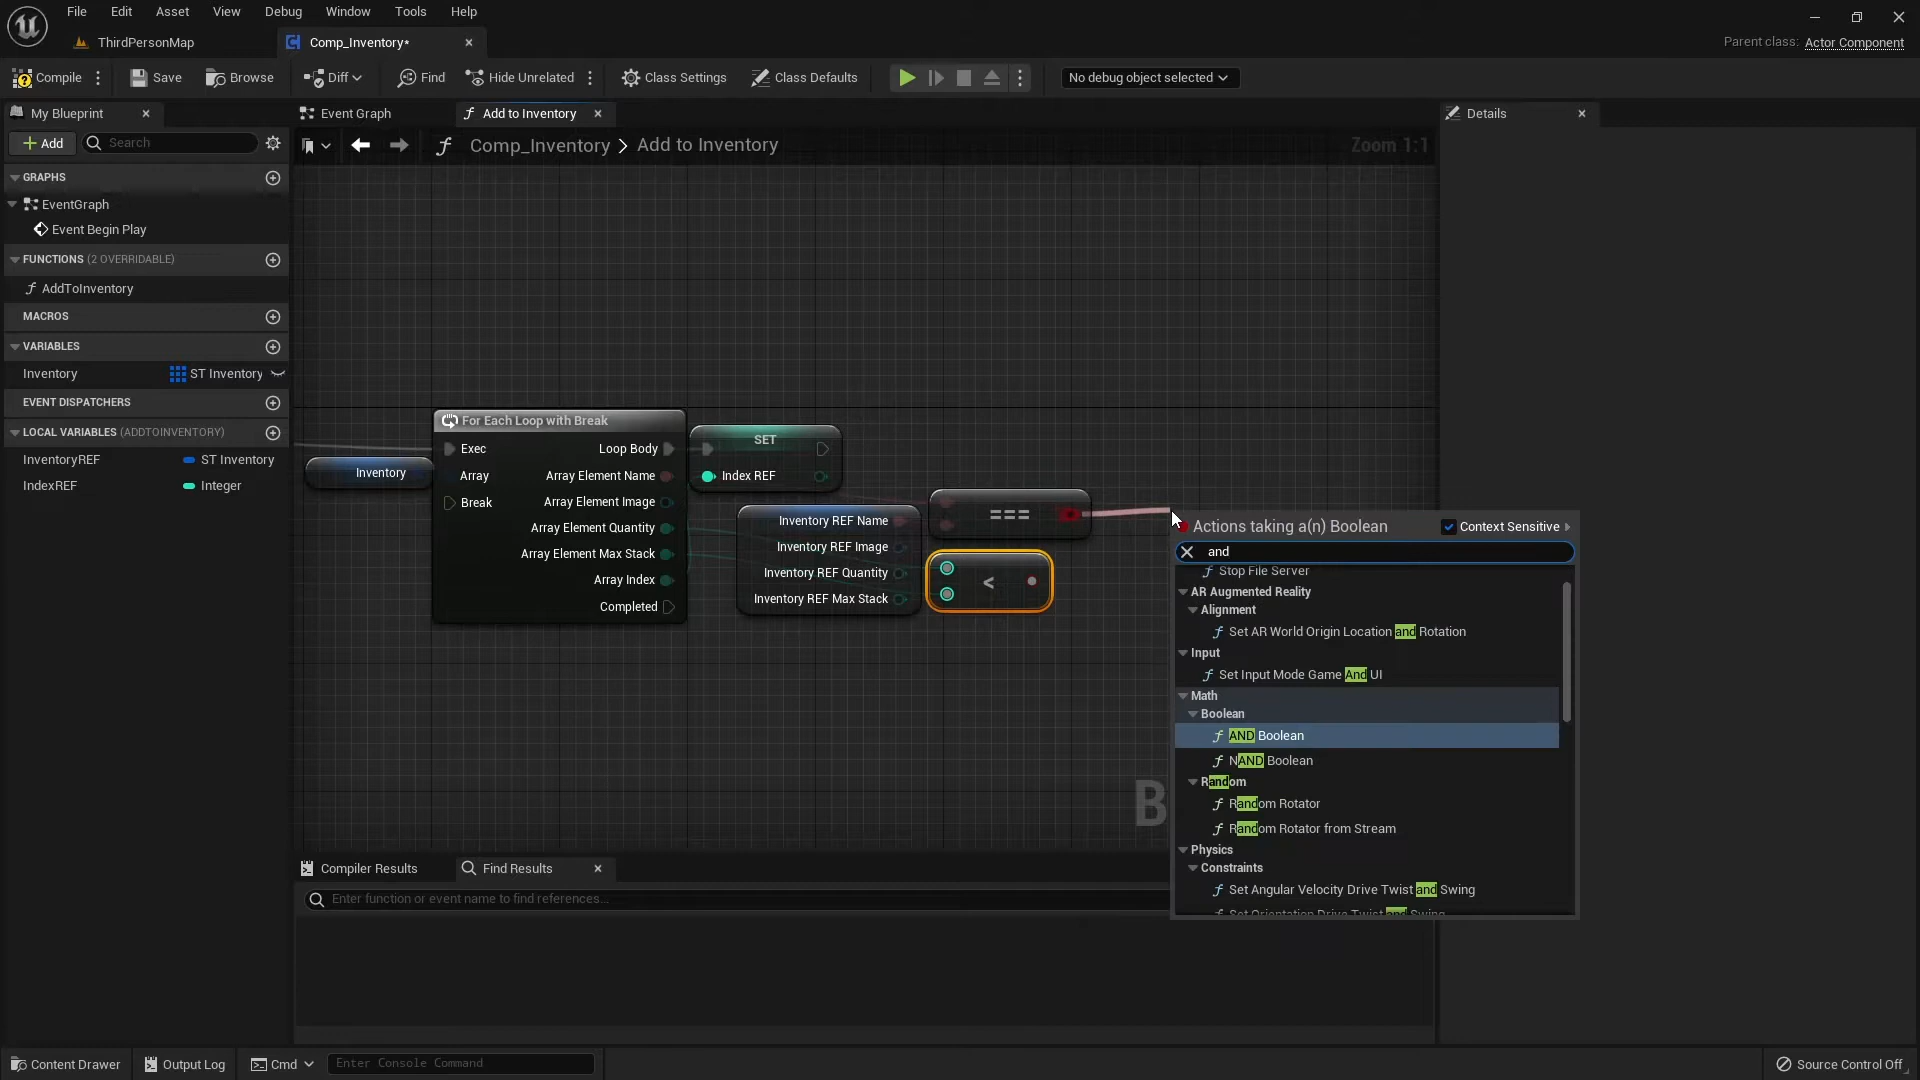 File Edit Asset View Debug Window Tools Help
ThirdPersonMap
Comp_Inventory*
Parent class: Actor Component
Compile
Save
Browse
Diff
Find
Hide Unrelated
Class Settings
Class Defaults
No debug object selected
My Blueprint
Event Graph
Add to Inventory
Details
Add
Search
Comp_Inventory > Add to Inventory
Zoom 1:1
GRAPHS
EventGraph
Event Begin Play
FUNCTIONS (2 OVERRIDABLE)
AddToInventory
MACROS
VARIABLES
Inventory ST Inventory
EVENT DISPATCHERS
LOCAL VARIABLES (ADDTOINVENTORY)
InventoryREF ST Inventory
IndexREF Integer
Inventory
For Each Loop with Break
Exec Loop Body
Array Array Element Name
Array Element Image
Break
Array Element Quantity
Array Element Max Stack
Array Index
Completed
SET
Index REF
Inventory REF Name
Inventory REF Image
Inventory REF Quantity
Inventory REF Max Stack
===
<
Actions taking a(n) Boolean
Context Sensitive
and
Stop File Server
AR Augmented Reality
Alignment
Set AR World Origin Location and Rotation
Input
Set Input Mode Game And UI
Math
Boolean
AND Boolean
NAND Boolean
Random
Random Rotator
Random Rotator from Stream
Physics
Constraints
Set Angular Velocity Drive Twist and Swing
Set Orientation Drive Twist and Swing
B
Compiler Results
Find Results
Enter function or event name to find references...
Content Drawer
Output Log
Cmd
Enter Console Command
Source Control Off